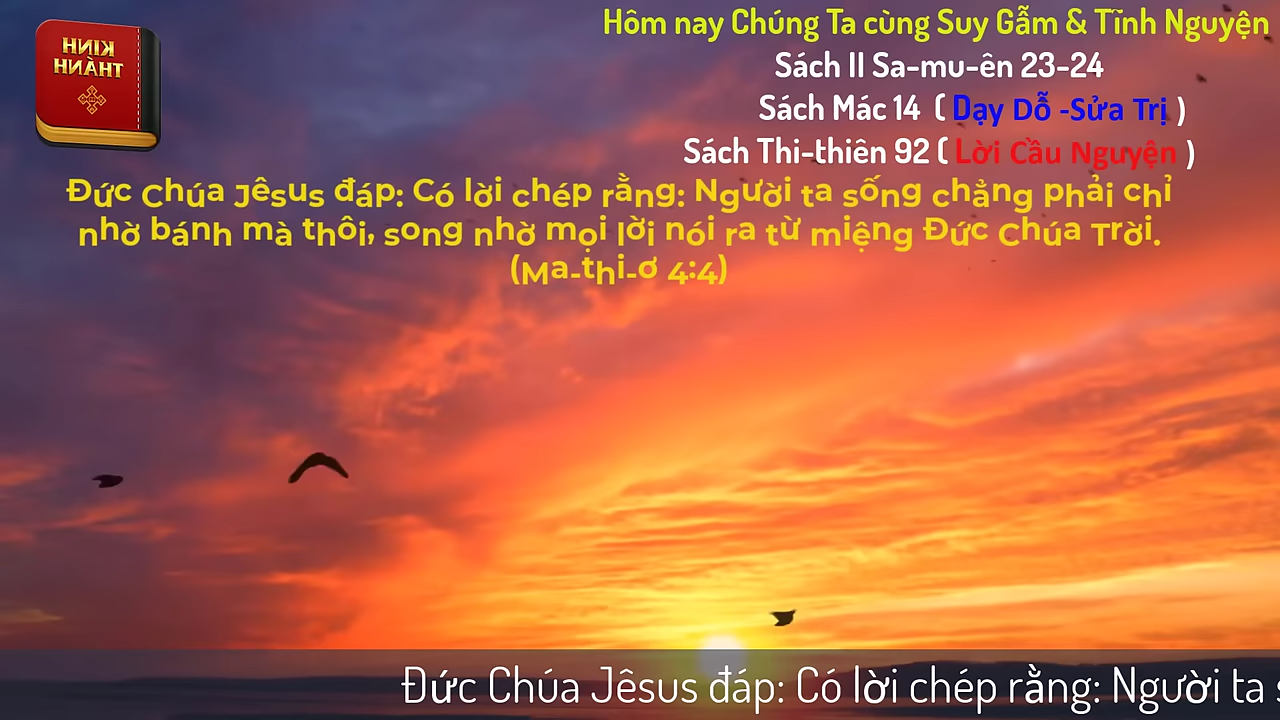 KINH
THÀNH
Hôm nay Chúng Ta cùng Suy Gẫm & Tĩnh Nguyện
Sách II Sa-mu-ên 23-24
Sách Mác 14 ( Dạy Dỗ -Sửa Trị )
Sách Thi-thiên 92 ( Lời Cầu Nguyện )
Đức Chúa Jêsus đáp: Có lời chép rằng: Người ta sống chẳng phải chỉ
nhờ bánh mà thôi, song nhờ mọi lời nói ra từ miệng Đức Chúa Trời.
(Ma-thi-ơ 4:4)
Đức Chúa Jêsus đáp: Có lời chép rằng: Người ta